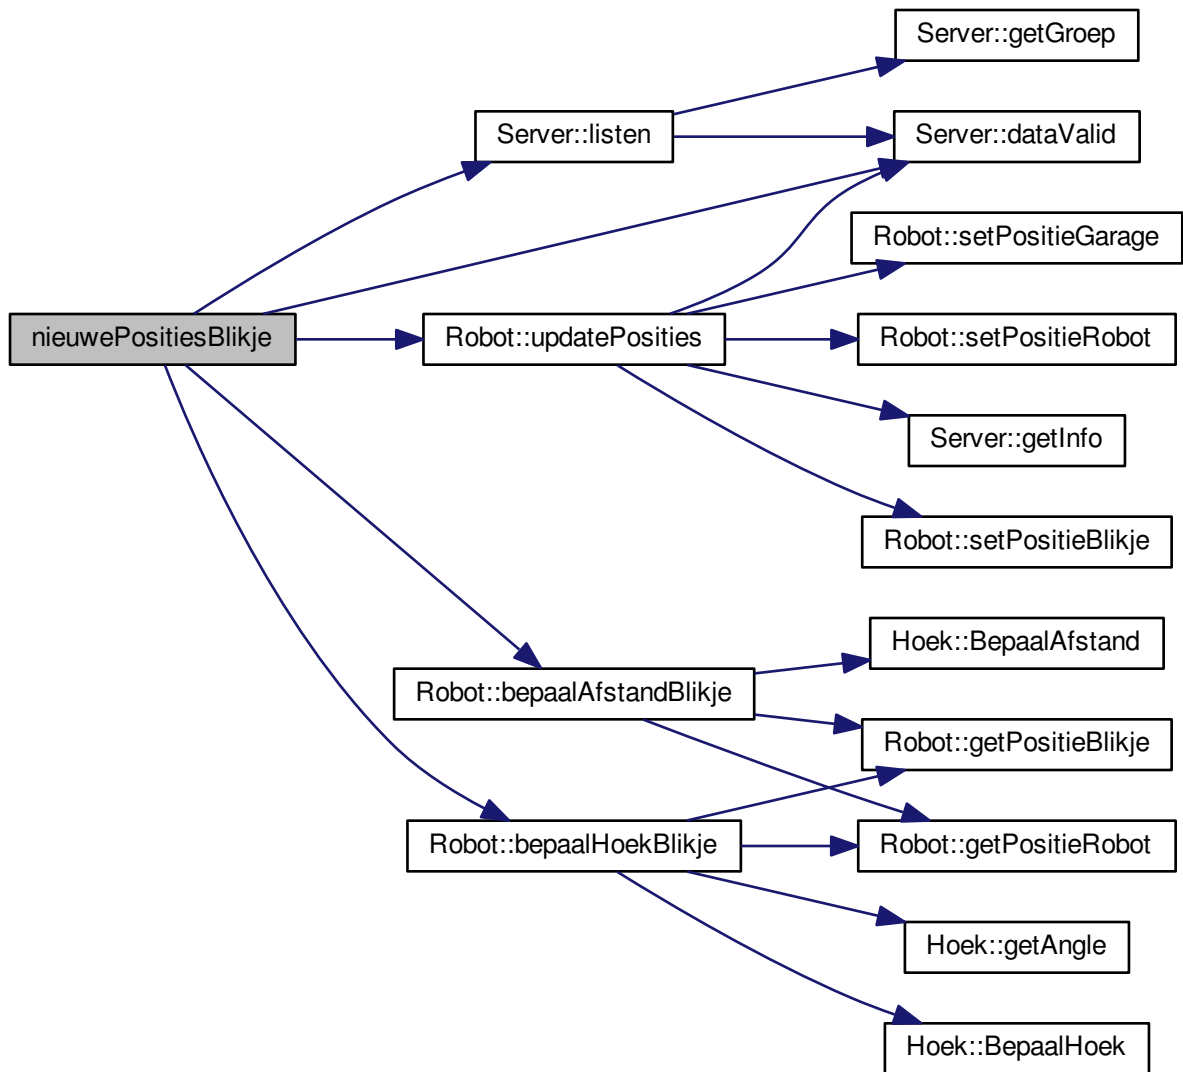 Server::getGroep
Server::listen
Server::dataValid
Robot::setPositieGarage
nieuwePositiesBlikje
Robot::updatePosities
Robot::setPositieRobot
Server::getInfo
Robot::setPositieBlikje
Hoek::BepaalAfstand
Robot::bepaalAfstandBlikje
Robot::getPositieBlikje
Robot::bepaalHoekBlikje
Robot::getPositieRobot
Hoek::getAngle
Hoek::BepaalHoek